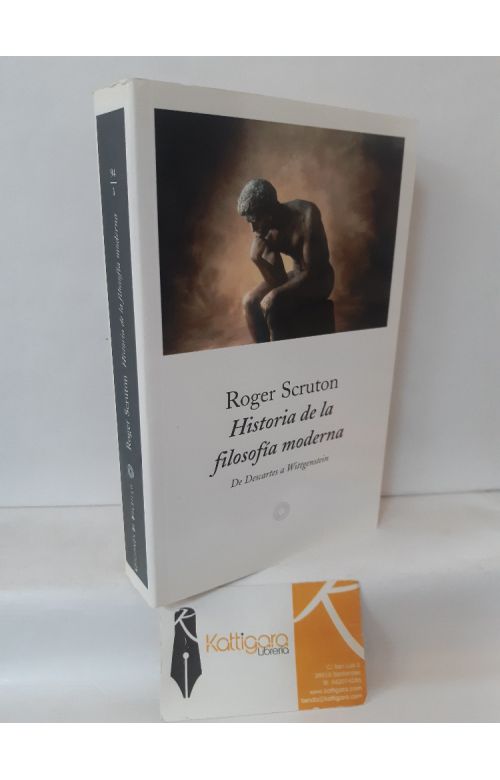 Roger Scruton
Historia de la
filosofía moderna
De Descartes a Wittgenstein
Roger Scruton Historia de la filosofía moderna
K
Kattigara
Librería
www.kattigara.com